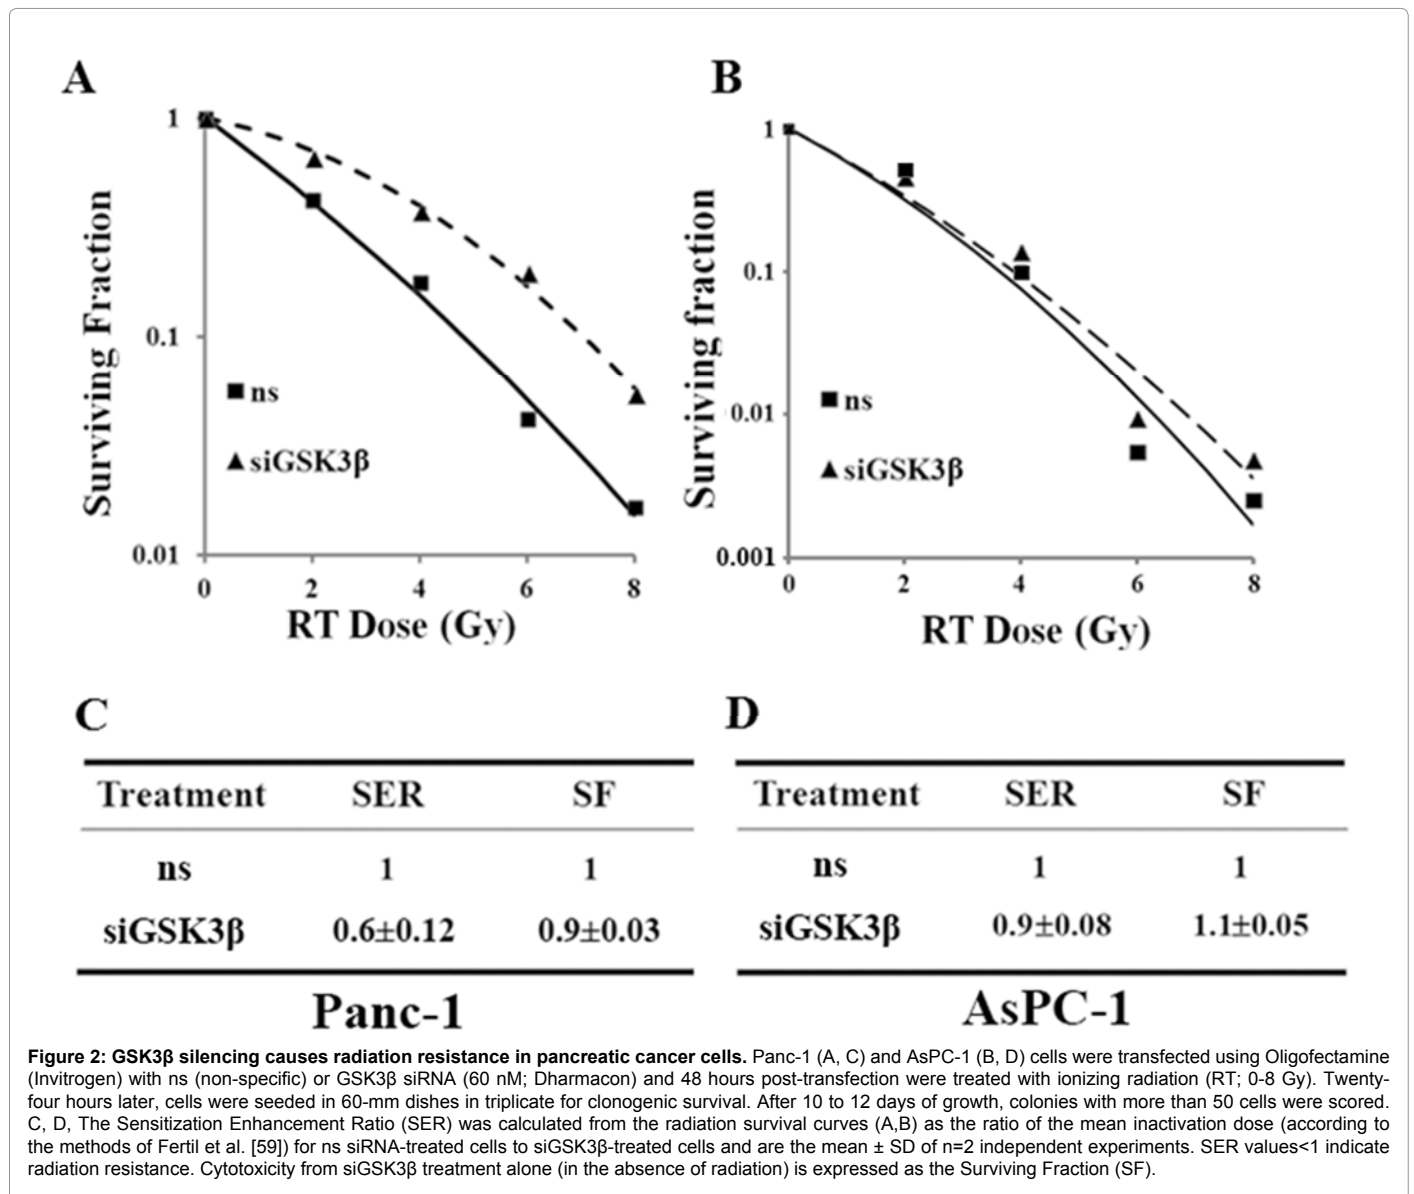 A
1
0.1
0.01
Surviving Fraction
ns
siGSK3β
0 2 4 6 8
RT Dose (Gy)
B
1
0.1
0.01
0.001
Surviving fraction
ns
siGSK3β
0 2 4 6 8
RT Dose (Gy)
C
Treatment SER SF
ns 1 1
siGSK3β 0.6±0.12 0.9±0.03
Panc-1
D
Treatment SER SF
ns 1 1
siGSK3β 0.9±0.08 1.1±0.05
AsPC-1
Figure 2: GSK3β silencing causes radiation resistance in pancreatic cancer cells. Panc-1 (A, C) and AsPC-1 (B, D) cells were transfected using Oligofectamine
(Invitrogen) with ns (non-specific) or GSK3β siRNA (60 nM; Dharmacon) and 48 hours post-transfection were treated with ionizing radiation (RT; 0-8 Gy). Twenty-
four hours later, cells were seeded in 60-mm dishes in triplicate for clonogenic survival. After 10 to 12 days of growth, colonies with more than 50 cells were scored.
C, D, The Sensitization Enhancement Ratio (SER) was calculated from the radiation survival curves (A,B) as the ratio of the mean inactivation dose (according to
the methods of Fertil et al. [59]) for ns siRNA-treated cells to siGSK3β-treated cells and are the mean ± SD of n=2 independent experiments. SER values<1 indicate
radiation resistance. Cytotoxicity from siGSK3β treatment alone (in the absence of radiation) is expressed as the Surviving Fraction (SF).